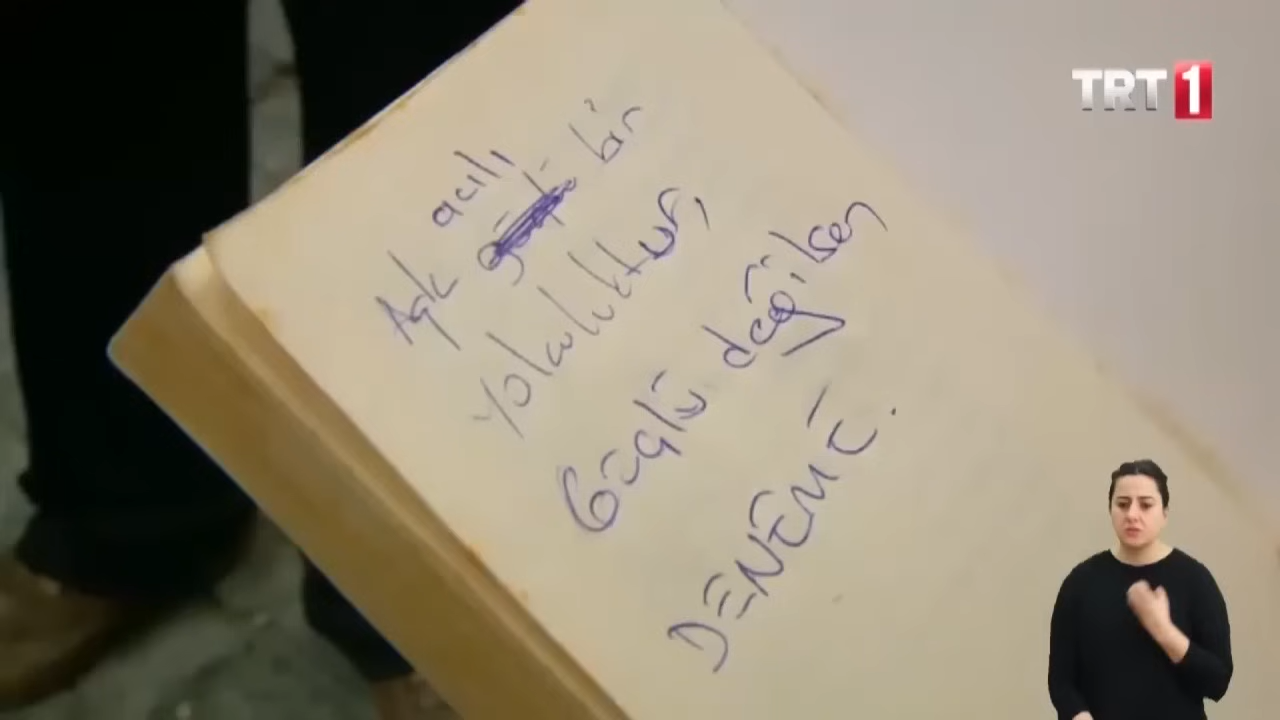 TRT 1
acılı
Aşk bir
yolculuktur,
Güçlü değilsen
DENEME.